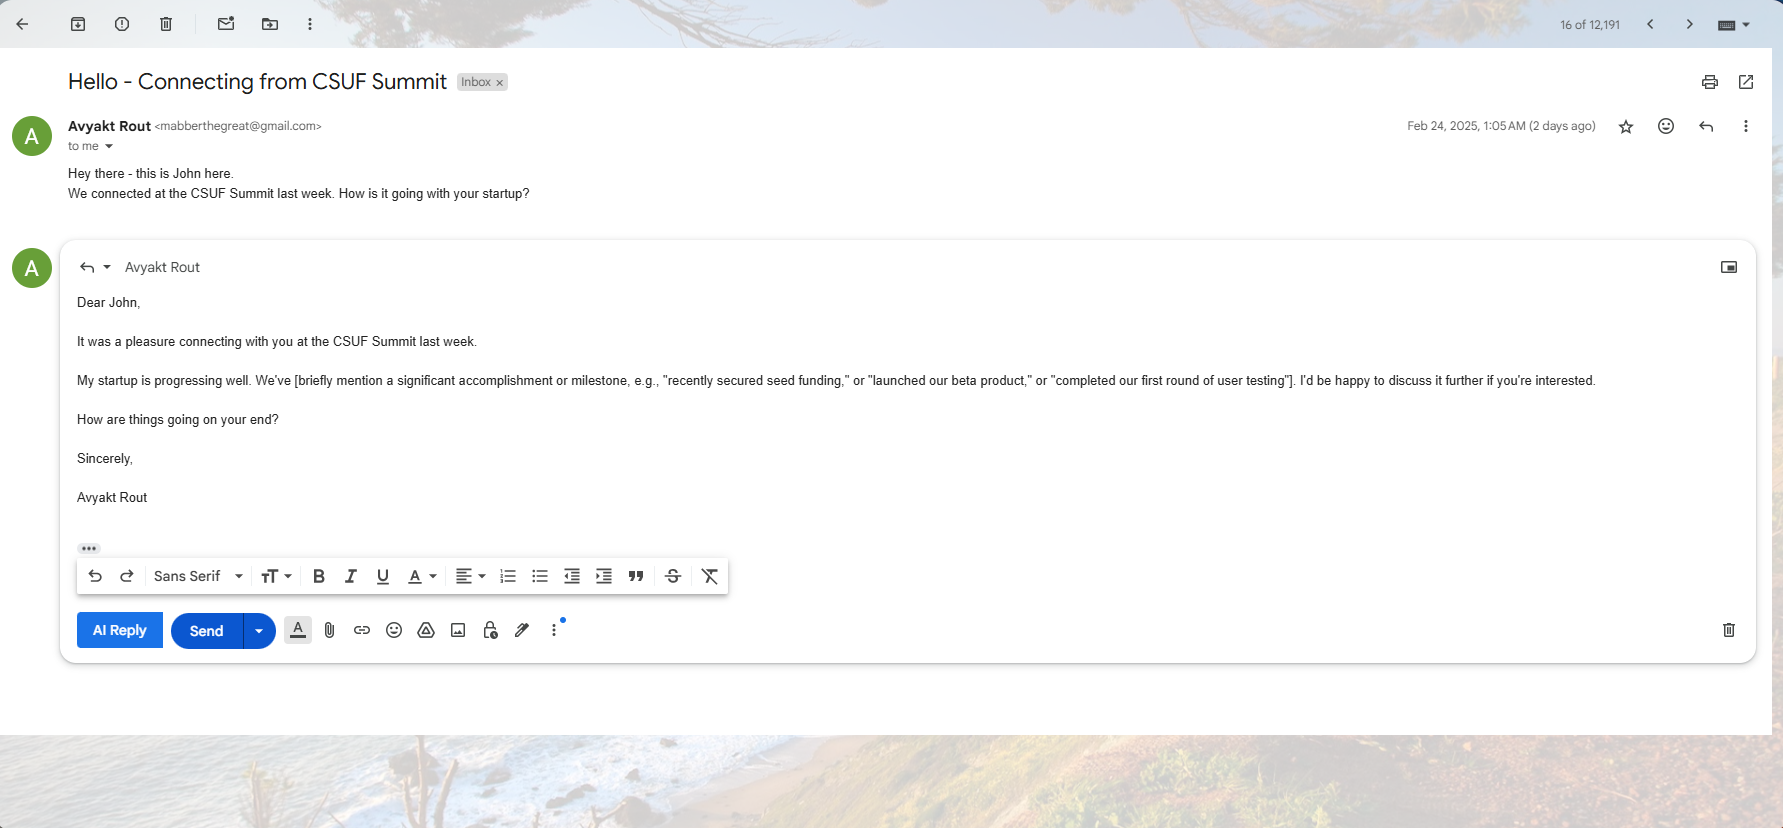 16 of 12,191
Hello - Connecting from CSUF Summit
Inbox ×
A
Avyakt Rout <mabberthegreat@gmail.com>
Feb 24, 2025, 1:05 AM (2 days ago)
to me
Hey there - this is John here.
We connected at the CSUF Summit last week. How is it going with your startup?
A
Avyakt Rout
Dear John,
It was a pleasure connecting with you at the CSUF Summit last week.
My startup is progressing well. We've [briefly mention a significant accomplishment or milestone, e.g., "recently secured seed funding," or "launched our beta product," or "completed our first round of user testing"]. I'd be happy to discuss it further if you're interested.
How are things going on your end?
Sincerely,
Avyakt Rout
Sans Serif
AI Reply
Send